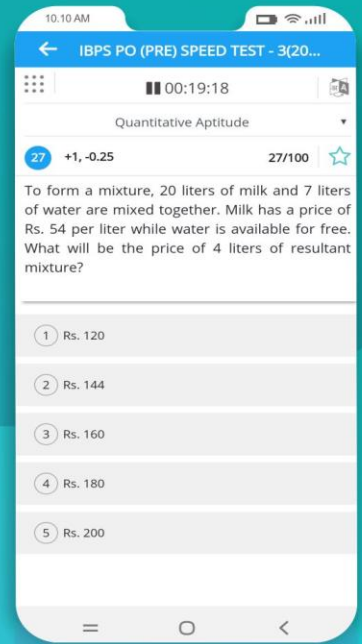 10.10 AM
IBPS PO (PRE) SPEED TEST - 3(20...
00:19:18
Quantitative Aptitude
27 +1, -0.25 27/100
To form a mixture, 20 liters of milk and 7 liters
of water are mixed together. Milk has a price of
Rs. 54 per liter while water is available for free.
What will be the price of 4 liters of resultant
mixture?
1 Rs. 120
2 Rs. 144
3 Rs. 160
4 Rs. 180
5 Rs. 200